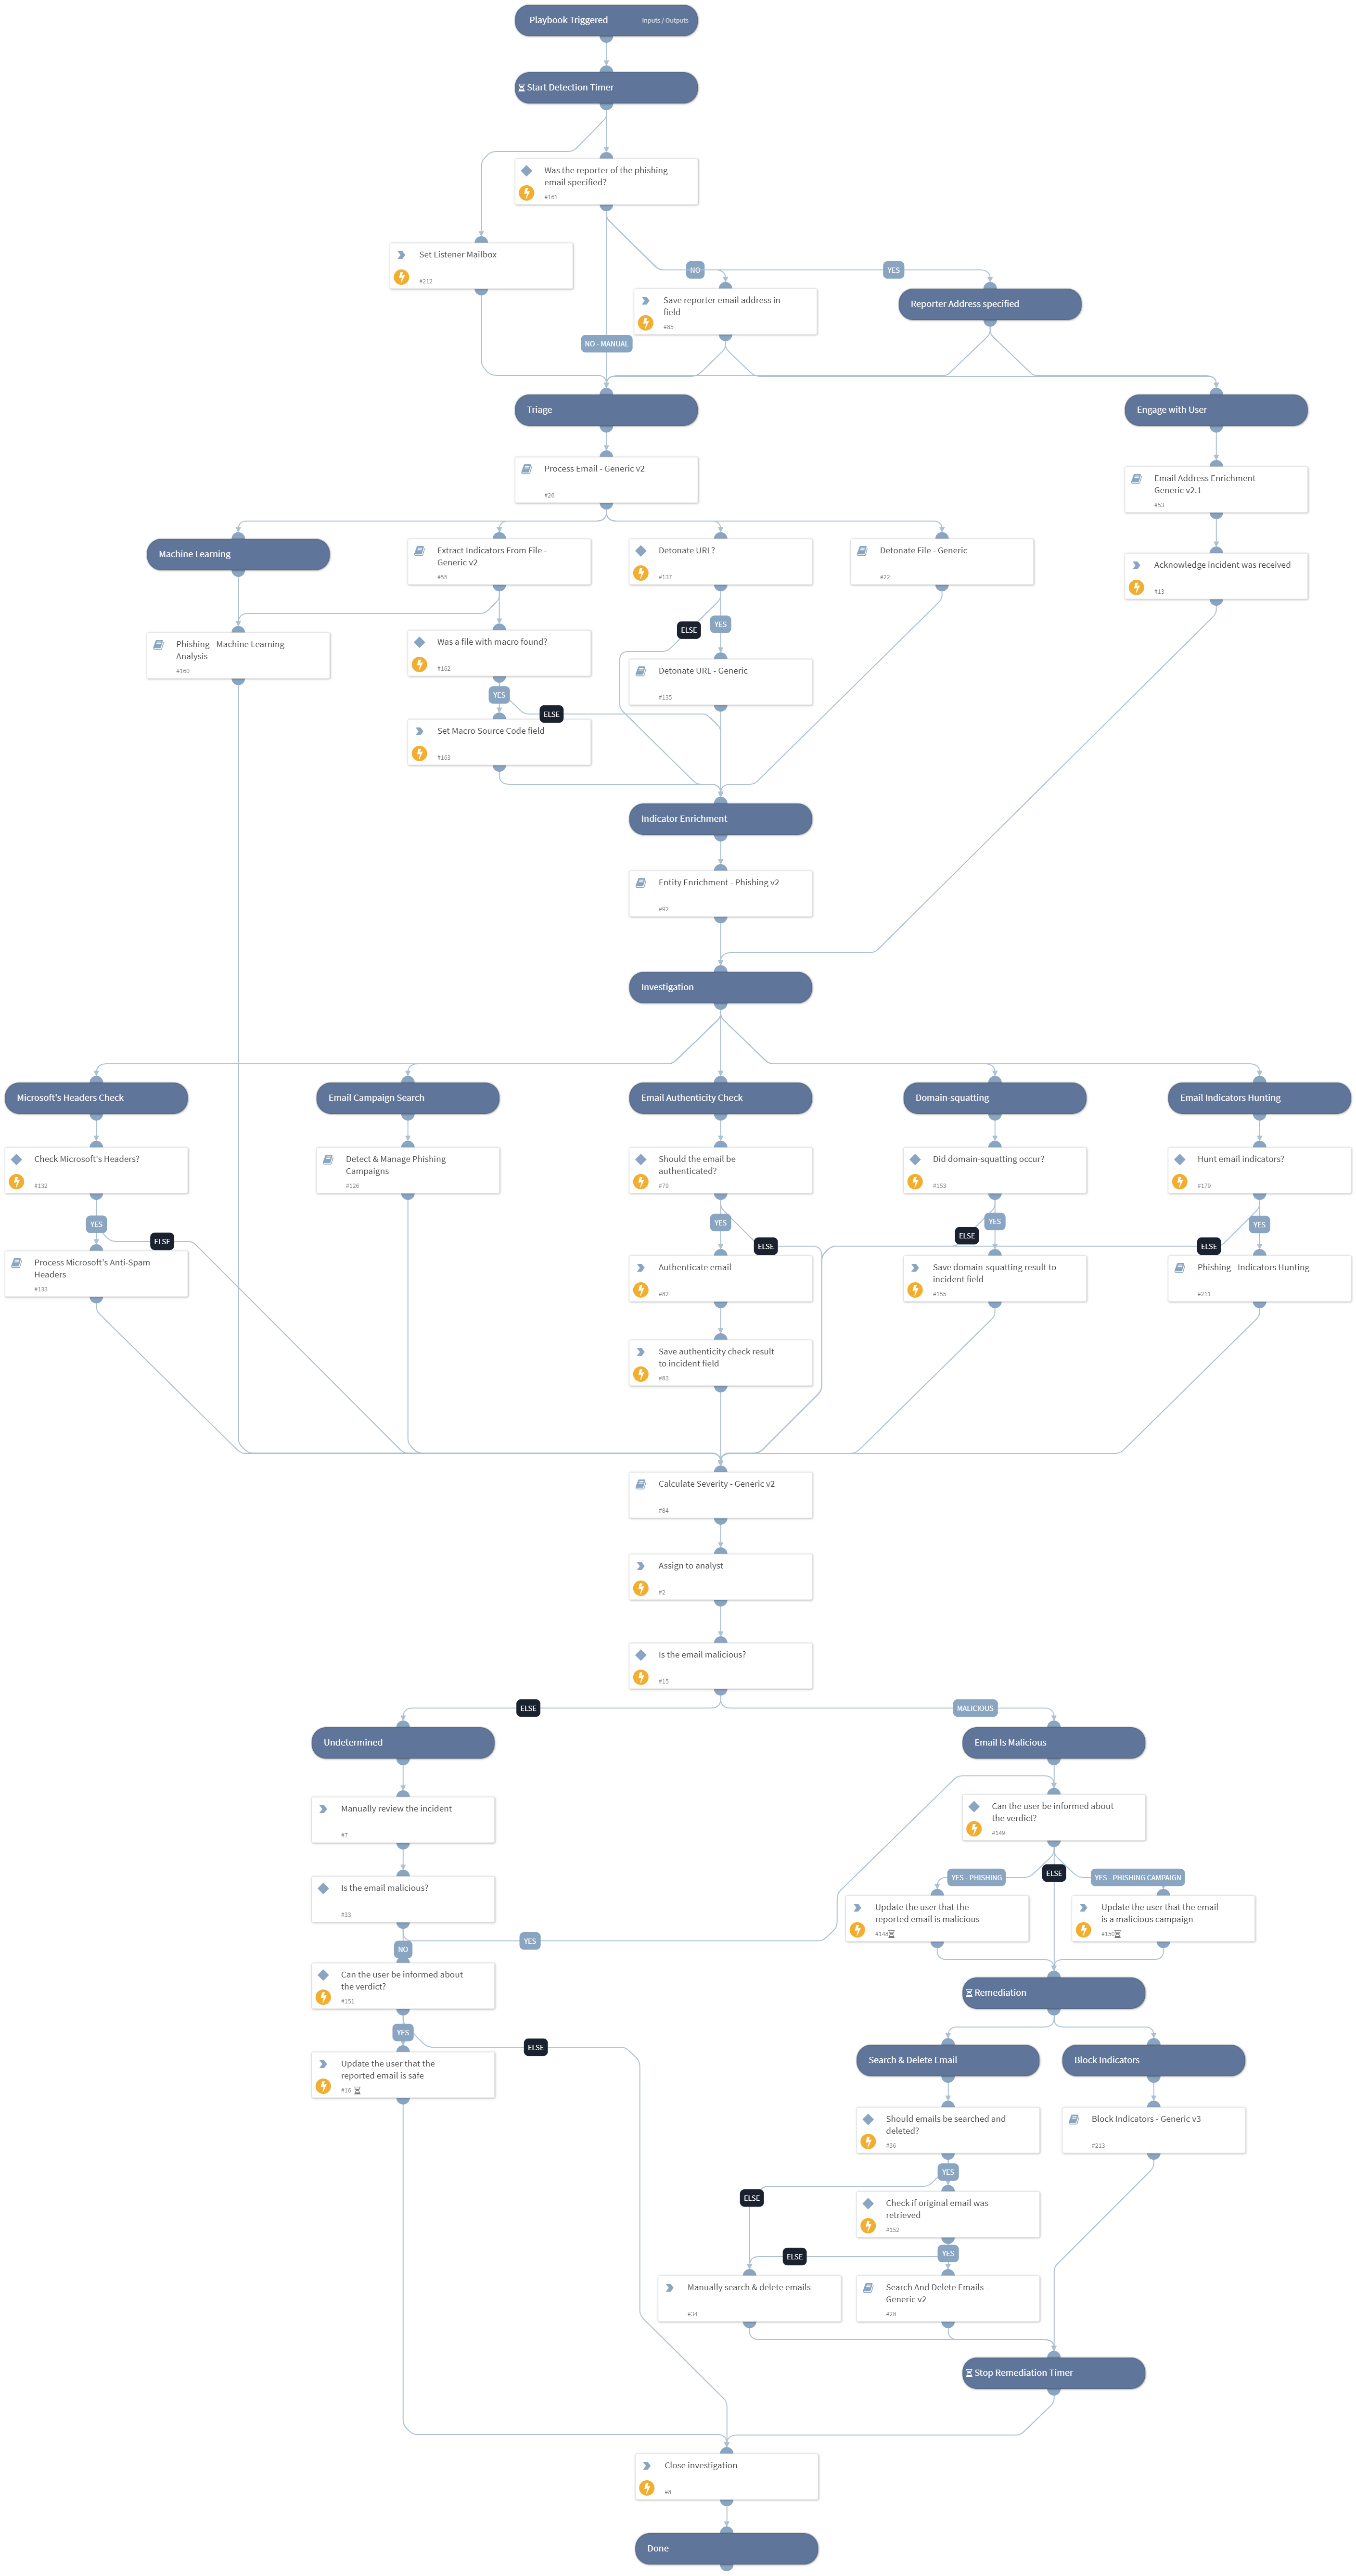 Playbook Triggered
Inputs / Outputs
Start Detection Timer
Was the reporter of the phishing
email specified?
#161
Set Listener Mailbox
#212
NO
YES
Save reporter email address in
field
#85
Reporter Address specified
NO - MANUAL
Triage
Engage with User
Process Email - Generic v2
#26
Email Address Enrichment -
Generic v2.1
#53
Machine Learning
Extract Indicators From File -
Generic v2
#55
Detonate URL?
#137
Detonate File - Generic
#22
Acknowledge incident was received
#13
ELSE
YES
Phishing - Machine Learning
Analysis
#180
Was a file with macro found?
#162
Detonate URL - Generic
#135
YES
ELSE
Set Macro Source Code field
#163
Indicator Enrichment
Entity Enrichment - Phishing v2
#92
Investigation
Microsoft's Headers Check
Email Campaign Search
Email Authenticity Check
Domain-squatting
Email Indicators Hunting
Check Microsoft's Headers?
#132
Detect & Manage Phishing
Campaigns
#126
Should the email be
authenticated?
#79
Did domain-squatting occur?
#153
Hunt email indicators?
#178
YES
ELSE
YES
ELSE
ELSE
YES
ELSE
YES
Process Microsoft's Anti-Spam
Headers
#133
Authenticate email
#82
Save domain-squatting result to
incident field
#155
Phishing - Indicators Hunting
#211
Save authenticity check result
to incident field
#83
Calculate Severity - Generic v2
#64
Assign to analyst
#2
Is the email malicious?
#15
ELSE
MALICIOUS
Undetermined
Email Is Malicious
Manually review the incident
#7
Can the user be informed about
the verdict?
#149
Is the email malicious?
#33
YES - PHISHING
ELSE
YES - PHISHING CAMPAIGN
Update the user that the
reported email is malicious
#148
Update the user that the email
is a malicious campaign
#150
NO
YES
Can the user be informed about
the verdict?
#151
Remediation
YES
ELSE
Update the user that the
reported email is safe
#16
Search & Delete Email
Block Indicators
Should emails be searched and
deleted?
#36
Block Indicators - Generic v3
#213
YES
ELSE
Check if original email was
retrieved
#152
ELSE
YES
Manually search & delete emails
#34
Search And Delete Emails -
Generic v2
#28
Stop Remediation Timer
Close investigation
#8
Done